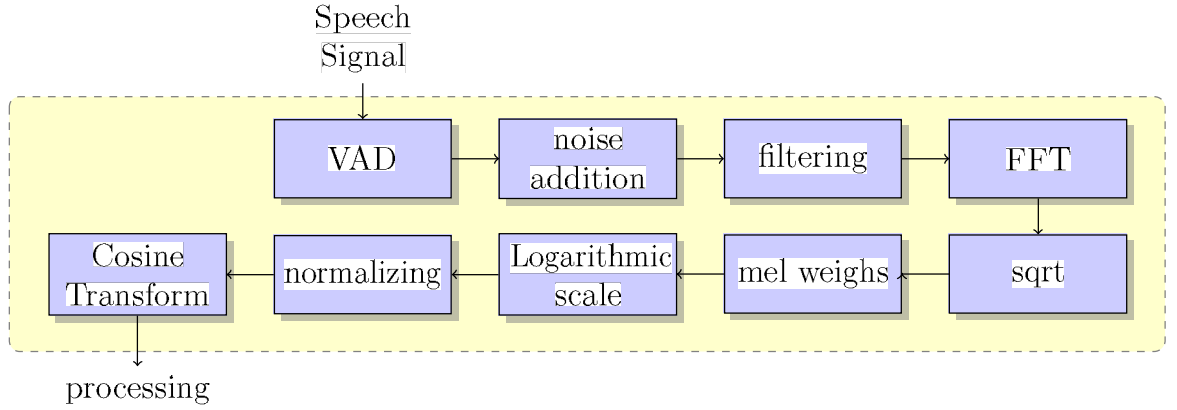 Speech
Signal
VAD
noise
addition
filtering
FFT
Cosine
Transform
normalizing
Logarithmic
scale
mel weighs
sqrt
processing